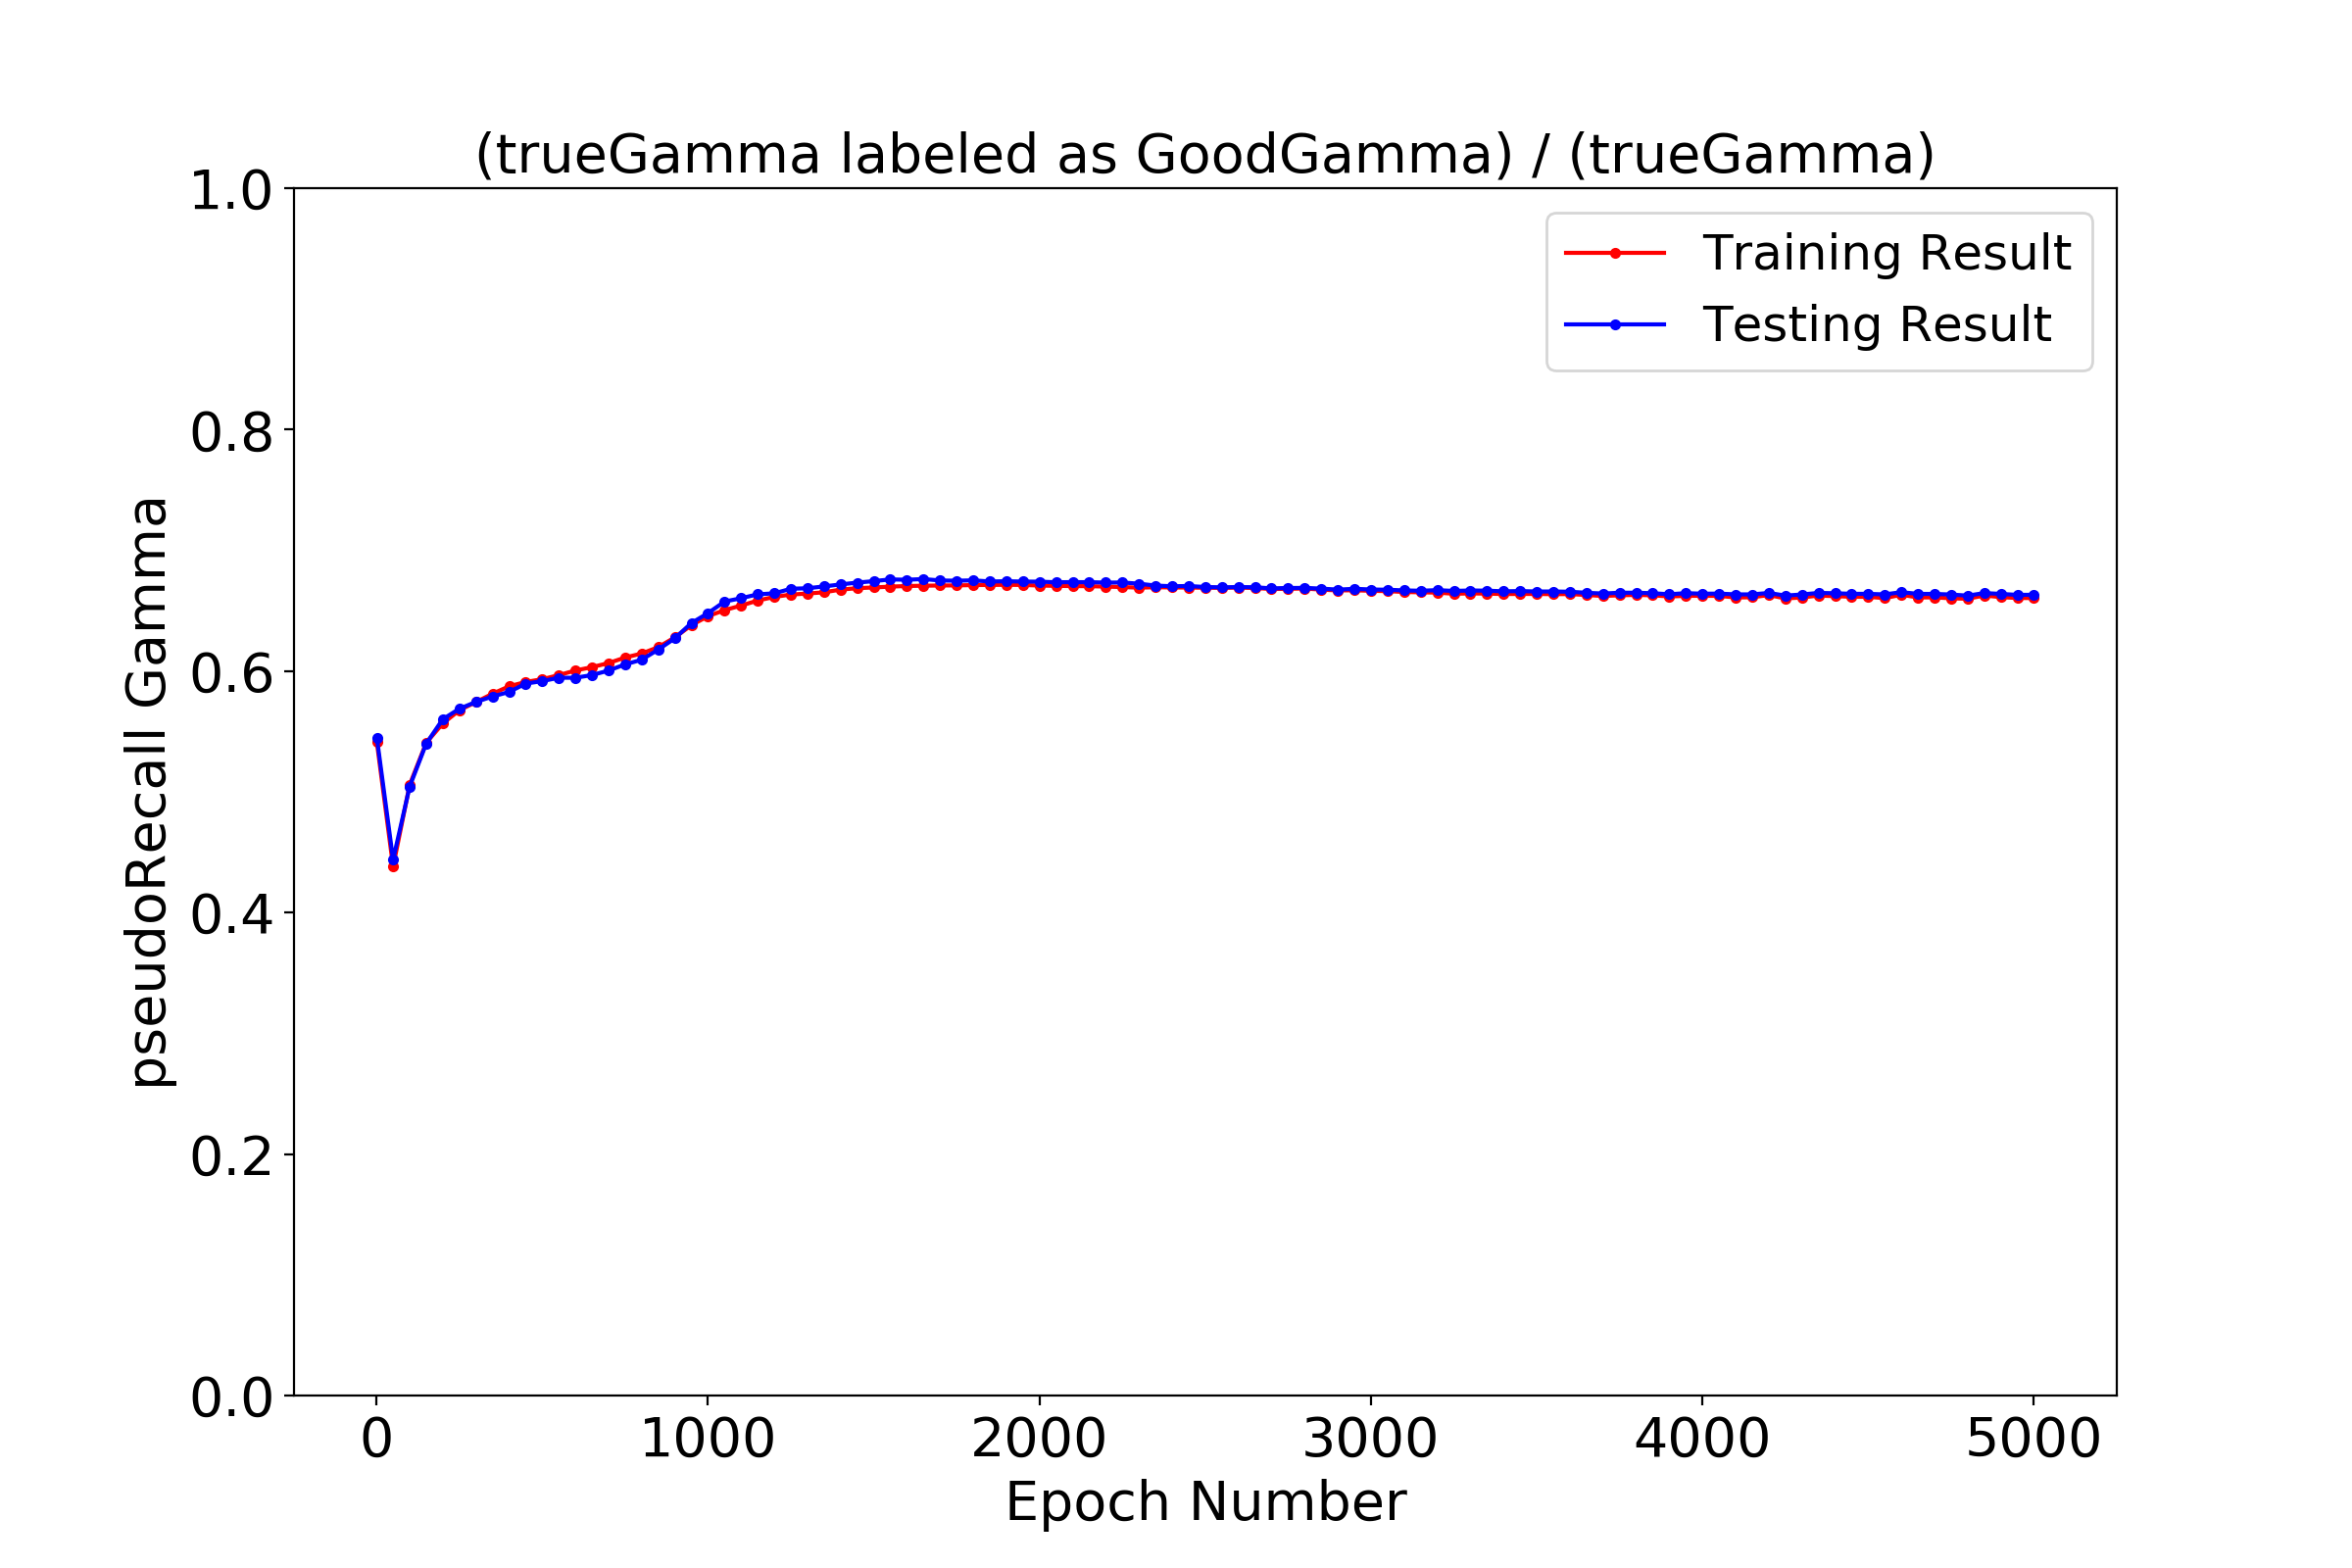 (trueGamma labeled as GoodGamma) / (trueGamma)
1.0
0.8
0.6
0.4
0.2
0.0
pseudoRecall Gamma
Training Result
Testing Result
0 1000 2000 3000 4000 5000
Epoch Number